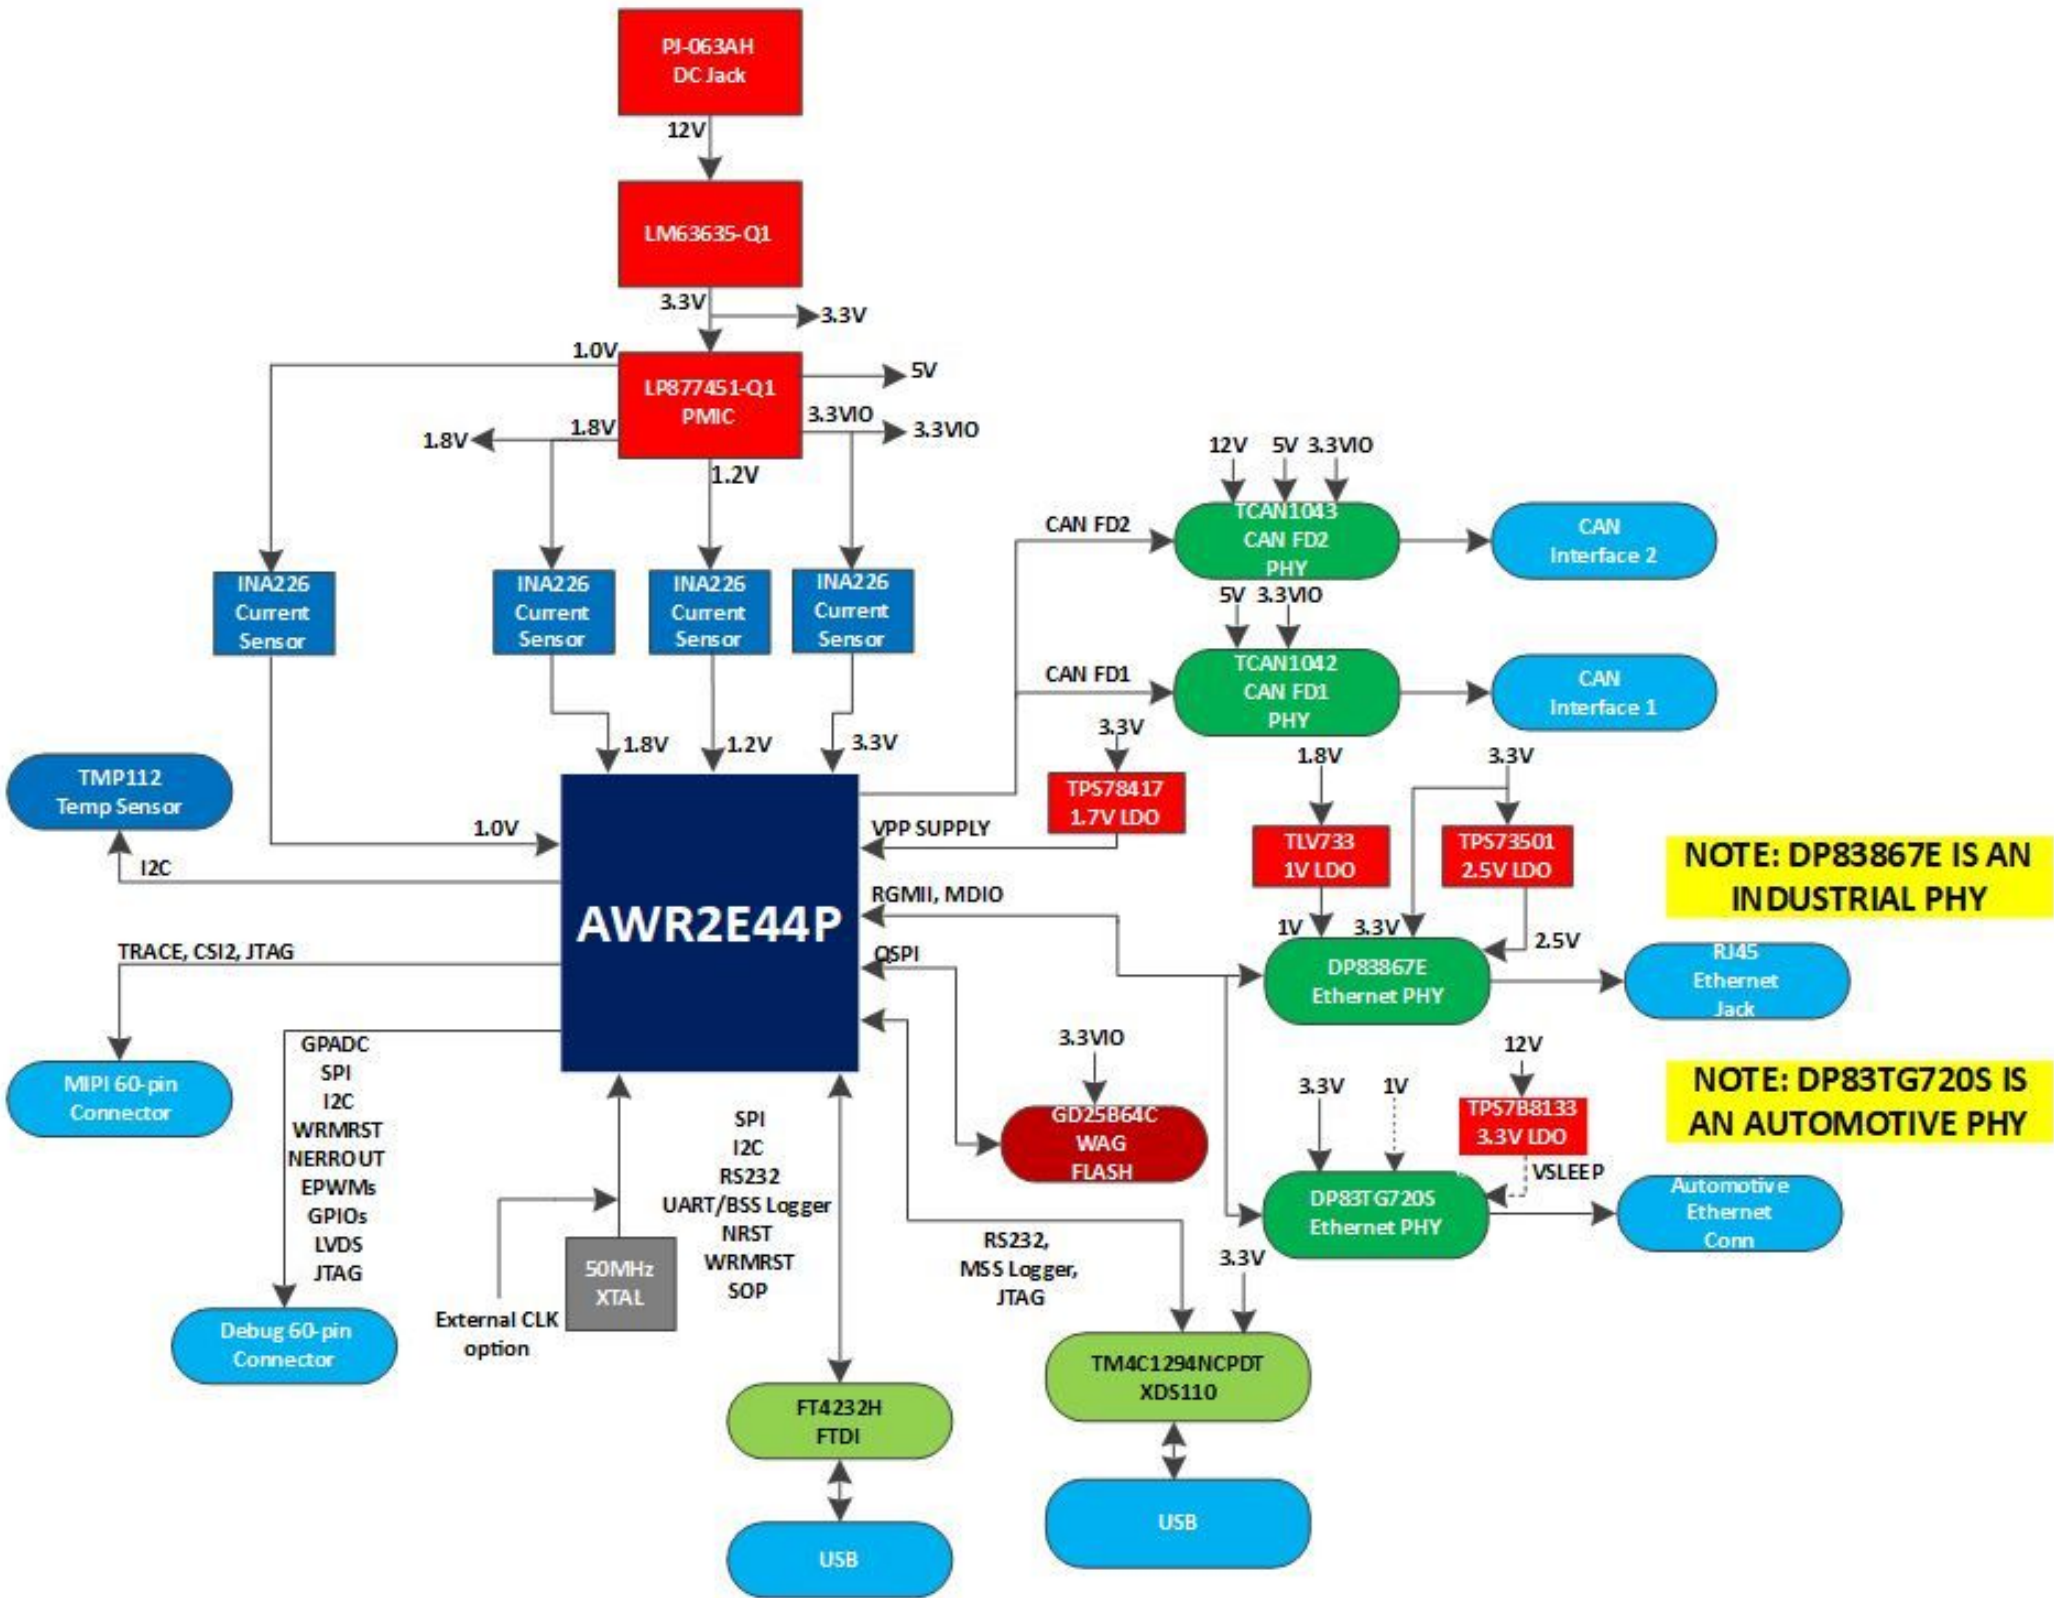 PJ-063AH
DC Jack
12V
LM63635-Q1
3.3V
3.3V
1.0V
LP877451-Q1
PMIC
5V
3.3VIO
3.3VIO
1.8V
1.8V
1.2V
INA226
Current
Sensor
INA226
Current
Sensor
INA226
Current
Sensor
INA226
Current
Sensor
1.8V
1.2V
3.3V
12V
5V
3.3VIO
CAN FD2
TCAN1043
CAN FD2
PHY
CAN
Interface 2
5V
3.3VIO
CAN FD1
TCAN1042
CAN FD1
PHY
CAN
Interface 1
3.3V
TPS78417
1.7V LDO
VPP SUPPLY
1.8V
3.3V
TLV733
1V LDO
TPS73501
2.5V LDO
NOTE: DP83867E IS AN
INDUSTRIAL PHY
TMP112
Temp Sensor
1.0V
I2C
AWR2E44P
RGMII, MDIO
1V
3.3V
2.5V
DP83867E
Ethernet PHY
RJ45
Ethernet
Jack
TRACE, CSI2, JTAG
QSPI
MIPI 60-pin
Connector
GPADC
SPI
I2C
WRMRST
NERROUT
EPWMs
GPIOs
LVDS
JTAG
Debug 60-pin
Connector
3.3VIO
GD25B64C
WAG
FLASH
3.3V
1V
12V
TPS7B8133
3.3V LDO
VSLEEP
NOTE: DP83TG720S IS
AN AUTOMOTIVE PHY
DP83TG720S
Ethernet PHY
Automotive
Ethernet
Conn
External CLK
option
50MHz
XTAL
SPI
I2C
RS232
UART/BSS Logger
NRST
WRMRST
SOP
RS232,
MSS Logger,
JTAG
3.3V
FT4232H
FTDI
TM4C1294NCPDT
XDS110
USB
USB